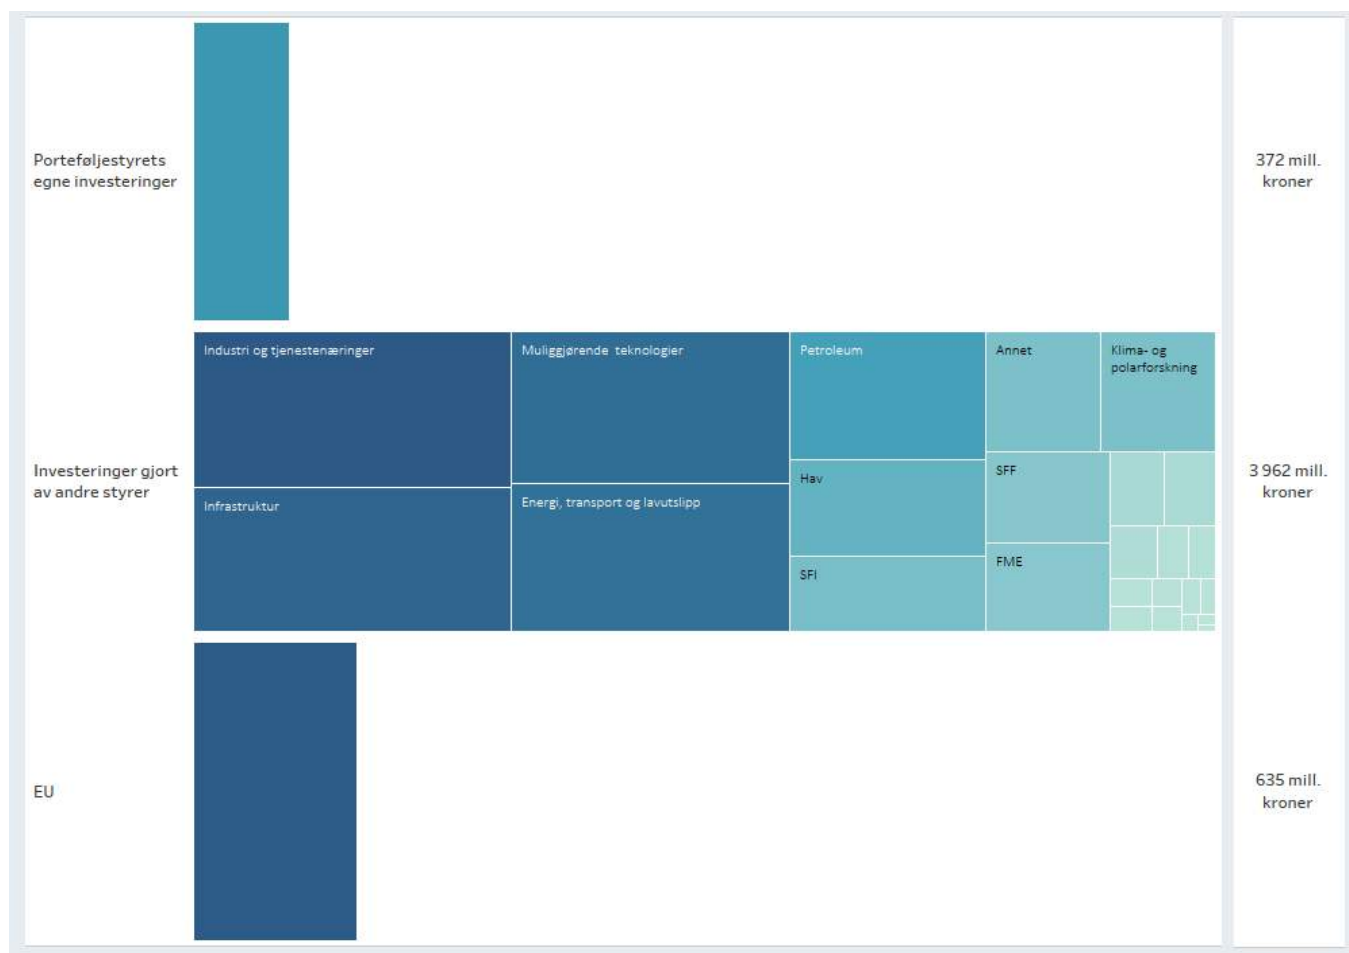 Porteføljestyrets
egne investeringer
372 mill.
kroner
Investeringer gjort
av andre styrer
Industri og tjenestenæringer
Muliggjørende teknologier
Petroleum
Annet
Klima- og
polarforskning
Infrastruktur
Energi, transport og lavutslipp
Hav
SFF
SFI
FME
3 962 mill.
kroner
EU
635 mill.
kroner